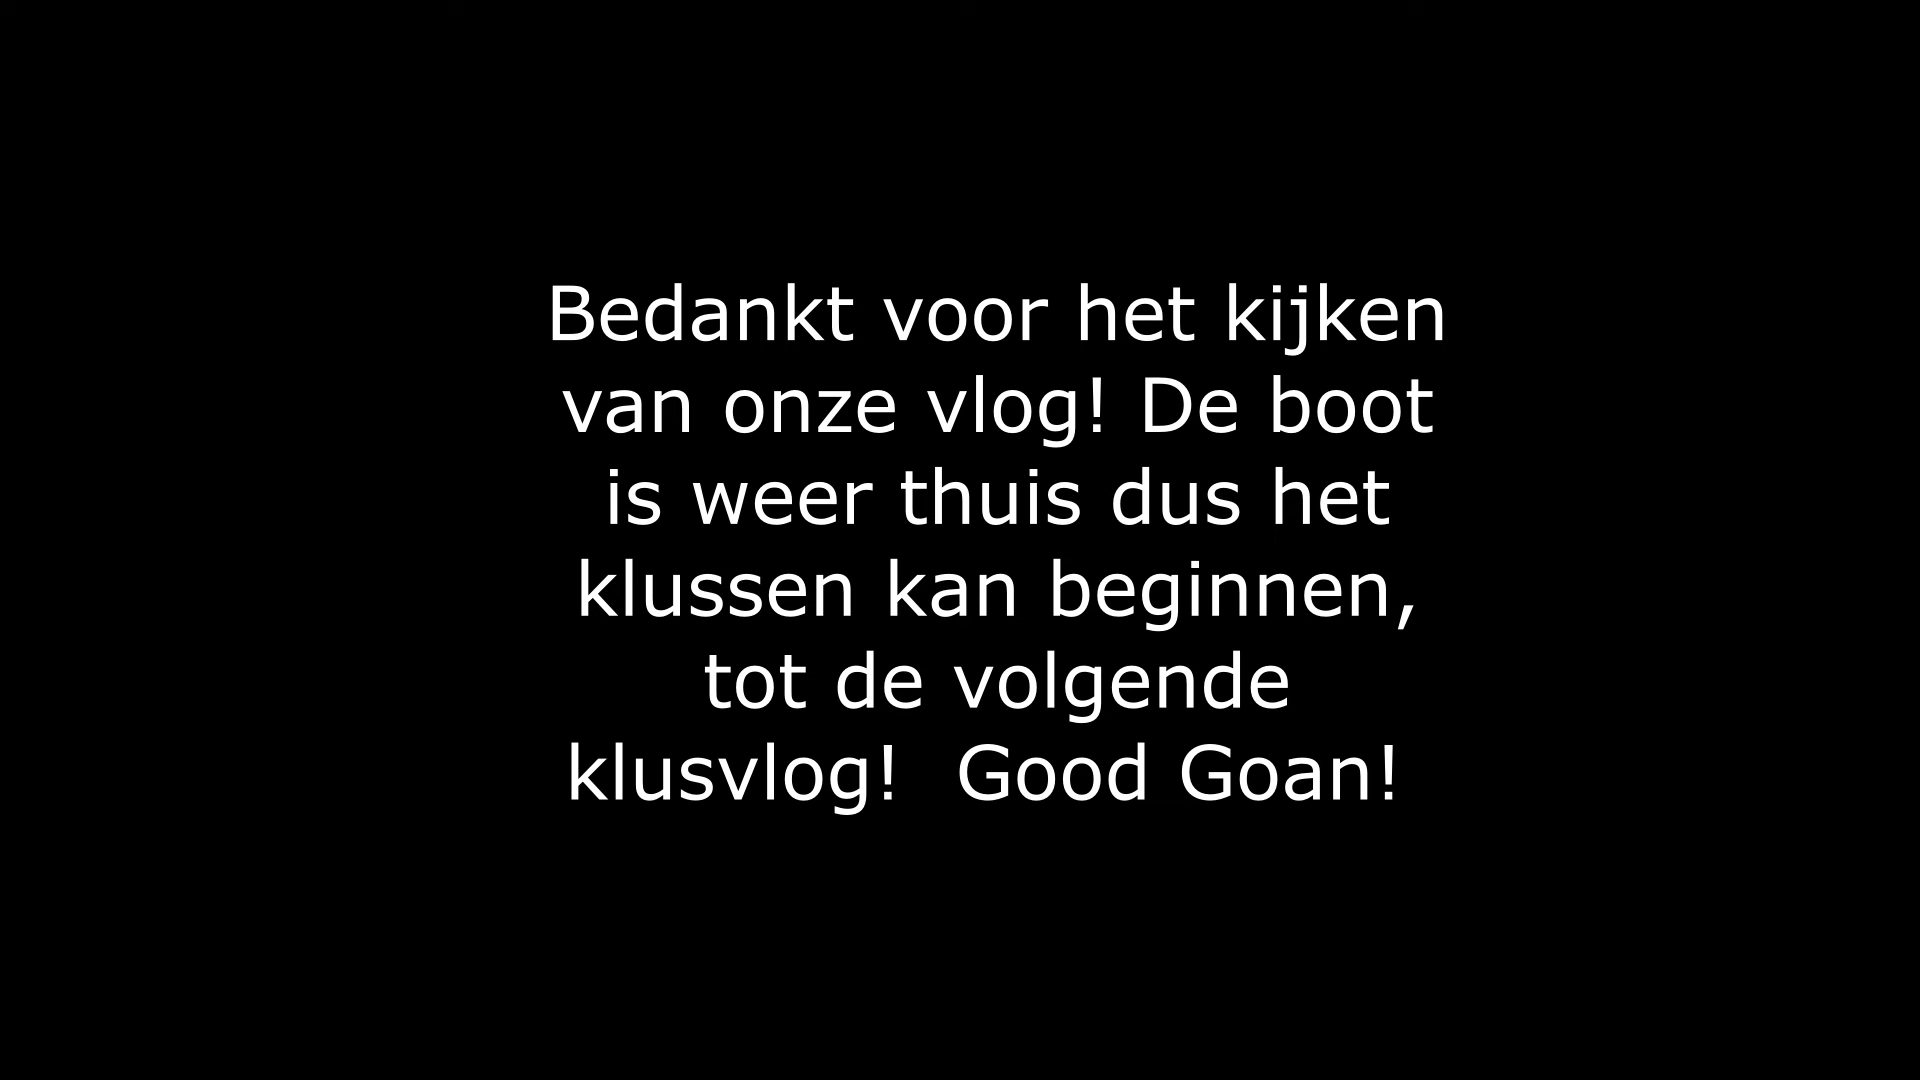 Bedankt voor het kijken
van onze vlog! De boot
is weer thuis dus het
klussen kan beginnen,
tot de volgende
klusvlog!  Good Goan!